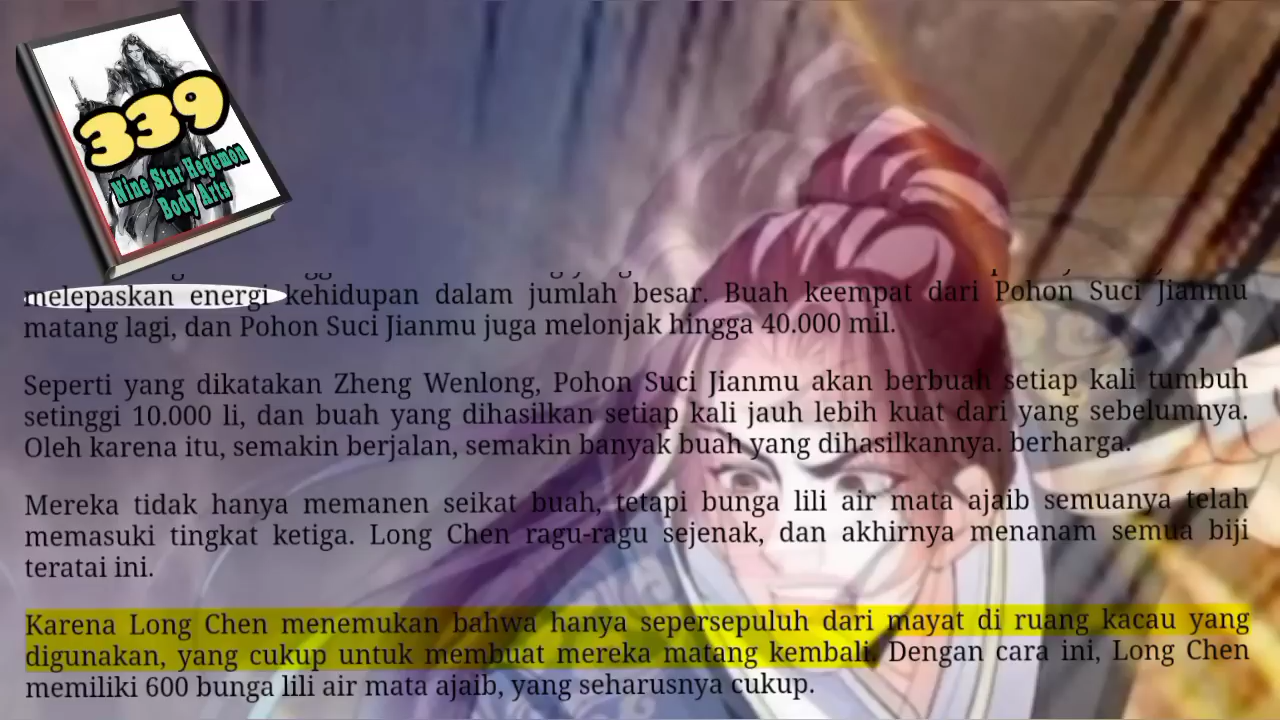 339
Nine Star Hegemon
Body Arts
melepaskan energi kehidupan dalam jumlah besar. Buah keempat dari Pohon Suci Jianmu
matang lagi, dan Pohon Suci Jianmu juga melonjak hingga 40.000 mil.
Seperti yang dikatakan Zheng Wenlong, Pohon Suci Jianmu akan berbuah setiap kali tumbuh
setinggi 10.000 li, dan buah yang dihasilkan setiap kali jauh lebih kuat dari yang sebelumnya.
Oleh karena itu, semakin berjalan, semakin banyak buah yang dihasilkannya. berharga.
Mereka tidak hanya memanen seikat buah, tetapi bunga lili air mata ajaib semuanya telah
memasuki tingkat ketiga. Long Chen ragu-ragu sejenak, dan akhirnya menanam semua biji
teratai ini.
Karena Long Chen menemukan bahwa hanya sepersepuluh dari mayat di ruang kacau yang
digunakan, yang cukup untuk membuat mereka matang kembali. Dengan cara ini, Long Chen
memiliki 600 bunga lili air mata ajaib, yang seharusnya cukup.